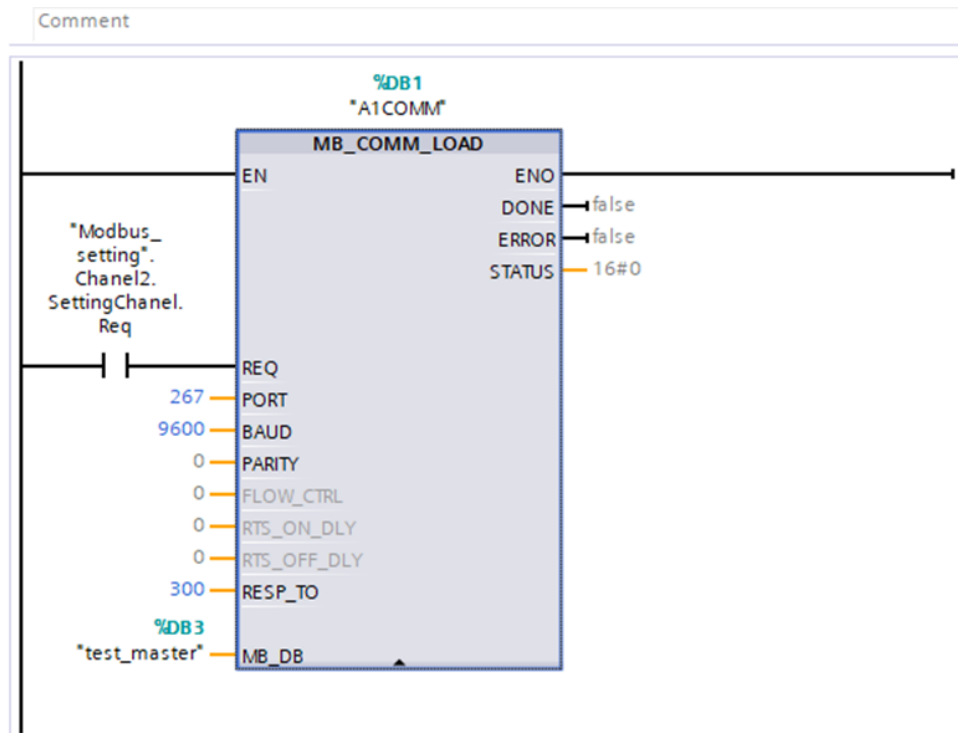 Comment
%DB1
"A1COMM"
MB_COMM_LOAD
EN
ENO
DONE
false
ERROR
false
STATUS
16#0
"Modbus_
setting".
Chanel2.
SettingChanel.
Req
REQ
267
PORT
9600
BAUD
0
PARITY
0
FLOW_CTRL
0
RTS_ON_DLY
0
RTS_OFF_DLY
300
RESP_TO
%DB3
"test_master"
MB_DB